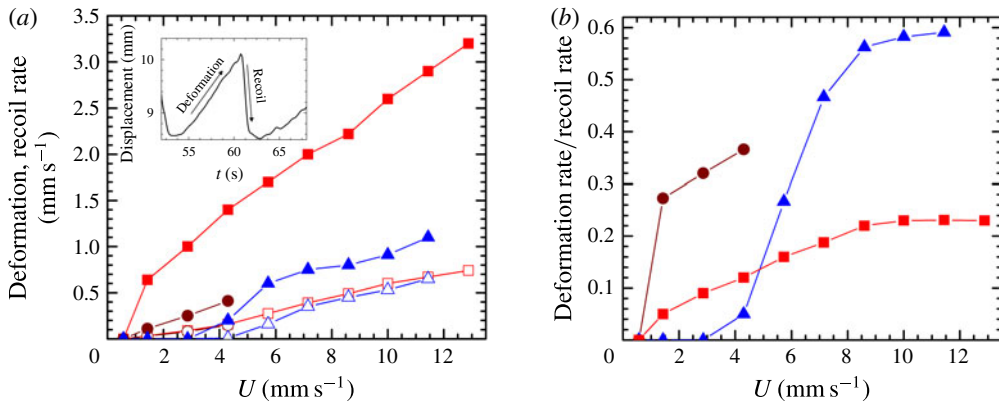 (a)
3.5
3.0
2.5
2.0
1.5
1.0
0.5
0 2 4 6 8 10 12
Deformation, recoil rate
(mm s−1)
U (mm s−1)
Displacement (mm)
10
9
55 60 65
t (s)
Deformation
Recoil
(b)
0.6
0.5
0.4
0.3
0.2
0.1
0 2 4 6 8 10 12
Deformation rate/recoil rate
U (mm s−1)